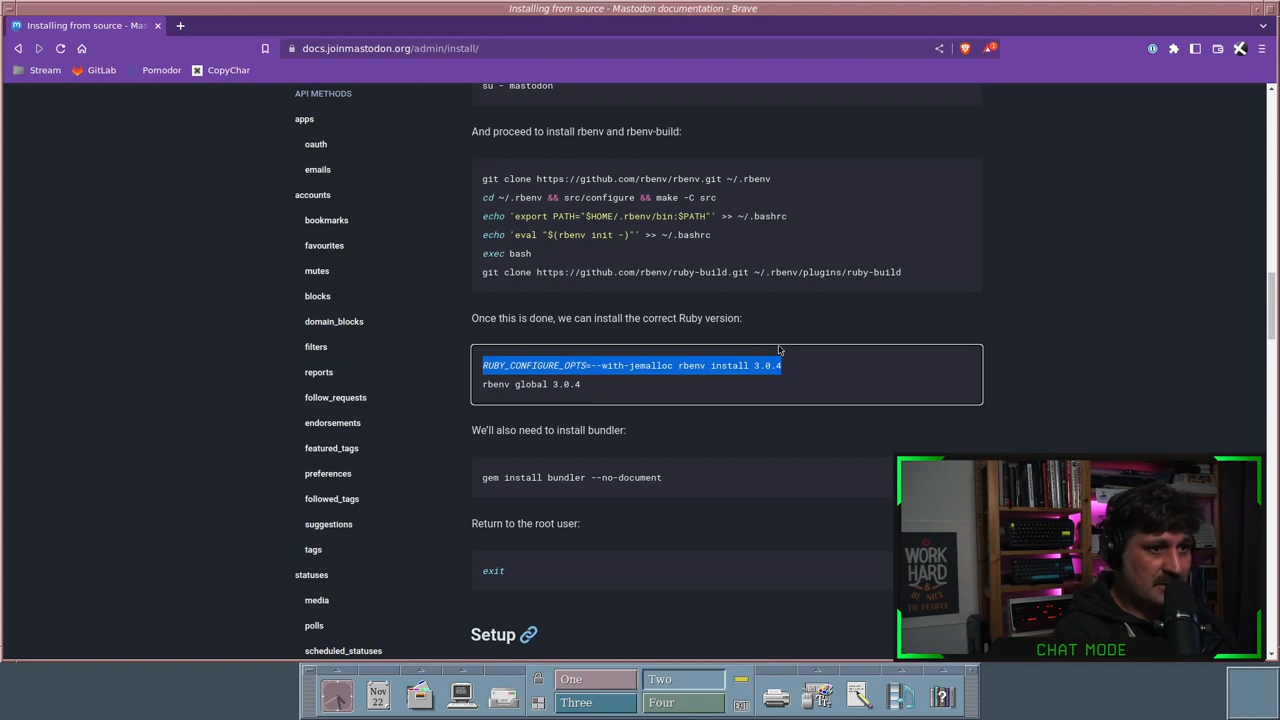 Installing from source - Mastodon documentation - Brave
Installing from source - Mas
docs.joinmastodon.org/admin/install/
Stream
GitLab
Pomodor
CopyChar
API METHODS
apps
oauth
emails
accounts
bookmarks
favourites
mutes
blocks
domain_blocks
filters
reports
follow_requests
endorsements
featured_tags
preferences
followed_tags
suggestions
tags
statuses
media
polls
scheduled_statuses
su - mastodon
And proceed to install rbenv and rbenv-build:
git clone https://github.com/rbenv/rbenv.git ~/.rbenv
cd ~/.rbenv && src/configure && make -C src
echo 'export PATH="$HOME/.rbenv/bin:$PATH"' >> ~/.bashrc
echo 'eval "$(rbenv init -)"' >> ~/.bashrc
exec bash
git clone https://github.com/rbenv/ruby-build.git ~/.rbenv/plugins/ruby-build
Once this is done, we can install the correct Ruby version:
RUBY_CONFIGURE_OPTS=--with-jemalloc rbenv install 3.0.4
rbenv global 3.0.4
We'll also need to install bundler:
gem install bundler --no-document
Return to the root user:
exit
Setup
WORK
HARD
& BE NICE
TO PEOPLE
CHAT MODE
Nov
22
One
Two
Three
Four
EXIT